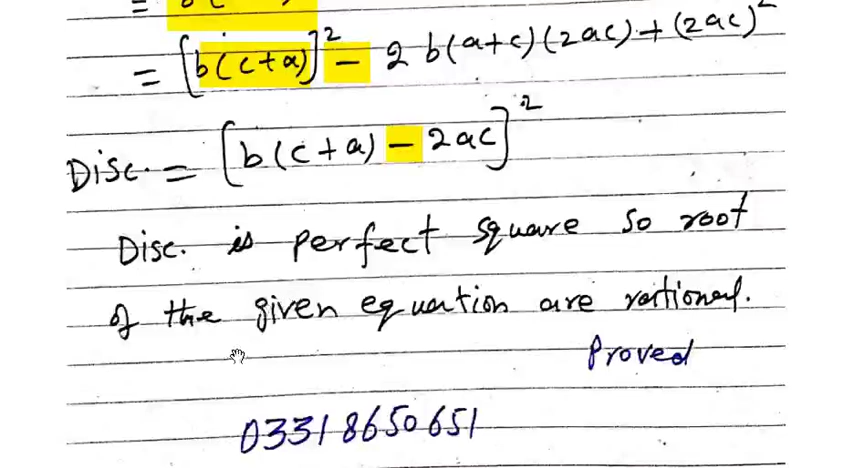 = [b(c+a)]² - 2 b(a+c)(2ac) + (2ac)²
Disc. = [b(c+a) - 2ac]²
Disc. is perfect square so root
of the given equation are rational.
Proved
03318650651